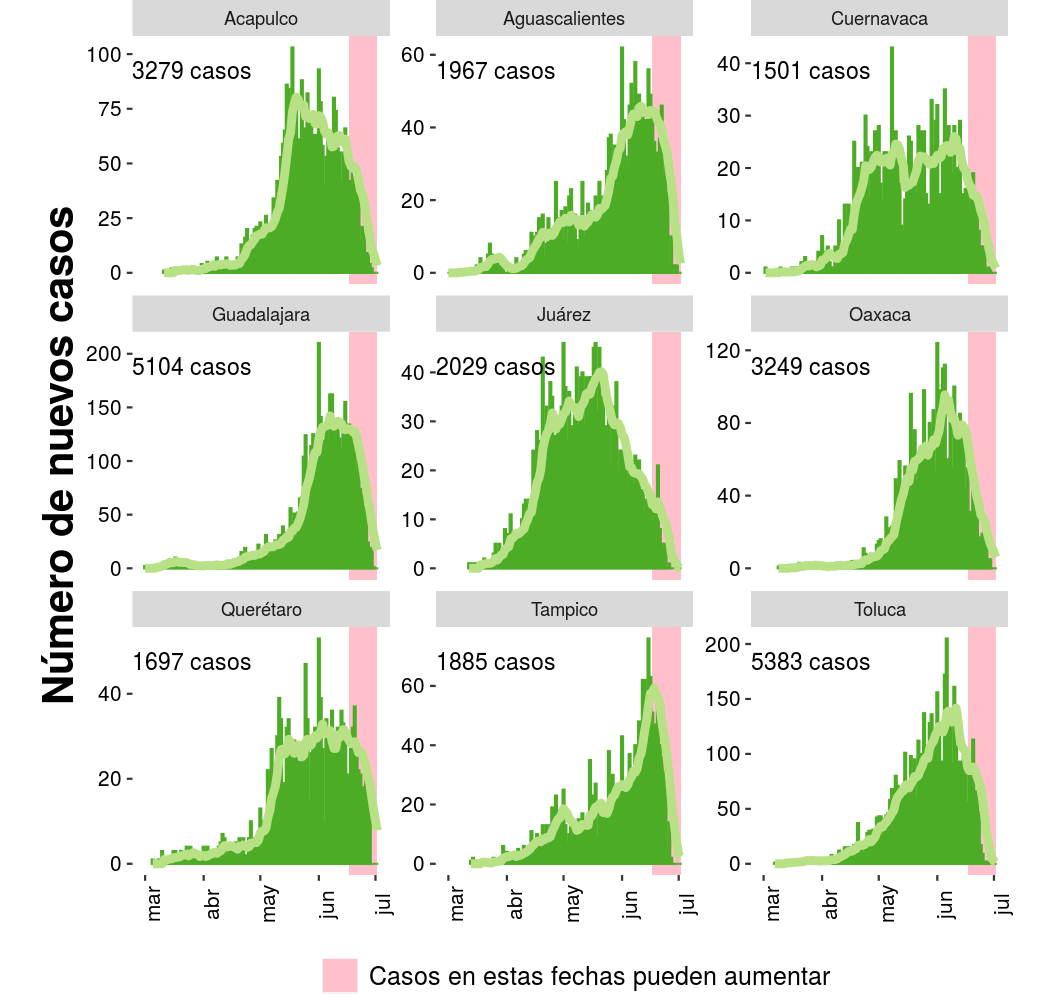 Número de nuevos casos
Acapulco
Aguascalientes
Cuernavaca
3279 casos
1967 casos
1501 casos
100
75
50
25
0
60
40
20
0
40
30
20
10
0
Guadalajara
Juárez
Oaxaca
5104 casos
2029 casos
3249 casos
200
150
100
50
0
40
30
20
10
0
120
80
40
0
Querétaro
Tampico
Toluca
1697 casos
1885 casos
5383 casos
40
20
0
60
40
20
0
200
150
100
50
0
mar abr may jun jul
mar abr may jun jul
mar abr may jun jul
Casos en estas fechas pueden aumentar